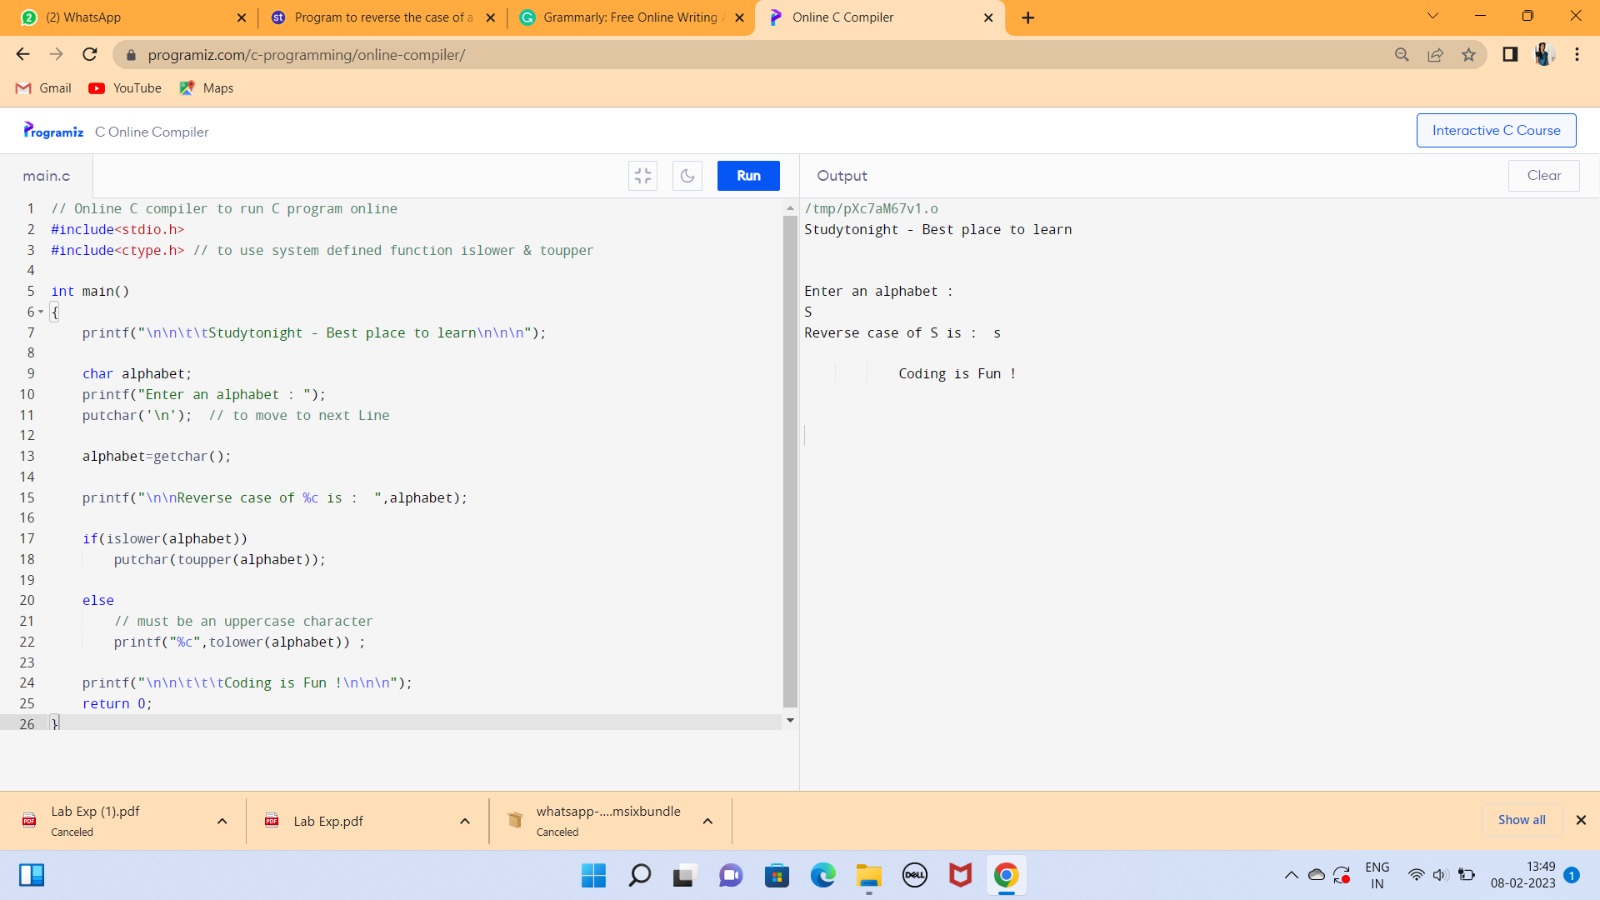 (2) WhatsApp
Program to reverse the case of a
Grammarly: Free Online Writing
Online C Compiler
programiz.com/c-programming/online-compiler/
Gmail
YouTube
Maps
Programiz C Online Compiler
Interactive C Course
main.c
Run
Output
Clear
1 // Online C compiler to run C program online
2 #include<stdio.h>
3 #include<ctype.h> // to use system defined function islower & toupper
4
5 int main()
6 {
7 printf("\n\n\t\tStudytonight - Best place to learn\n\n\n");
8
9 char alphabet;
10 printf("Enter an alphabet : ");
11 putchar('\n');  // to move to next Line
12
13 alphabet=getchar();
14
15 printf("\n\nReverse case of %c is :  ",alphabet);
16
17 if(islower(alphabet))
18 putchar(toupper(alphabet));
19
20 else
21 // must be an uppercase character
22 printf("%c",tolower(alphabet)) ;
23
24 printf("\n\n\t\t\tCoding is Fun !\n\n\n");
25 return 0;
26 }
/tmp/pXc7aM67v1.o
Studytonight - Best place to learn
Enter an alphabet :
S
Reverse case of S is :  s
Coding is Fun !
Lab Exp (1).pdf
Canceled
Lab Exp.pdf
whatsapp-....msixbundle
Canceled
Show all
DELL
ENG
IN
13:49
08-02-2023
1